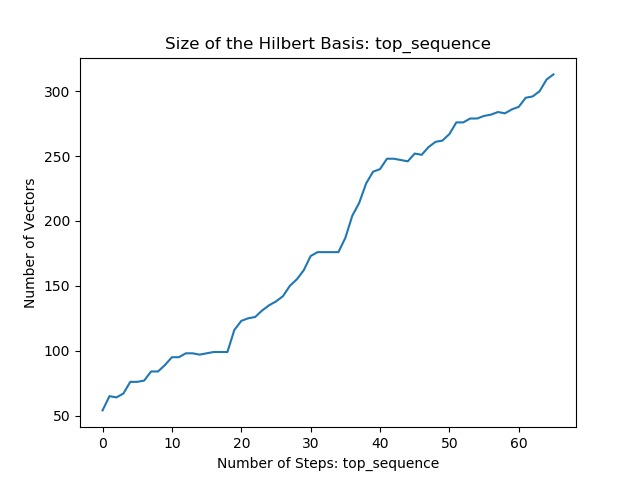 Size of the Hilbert Basis: top_sequence
300
250
200
150
100
50
Number of Vectors
0 10 20 30 40 50 60
Number of Steps: top_sequence